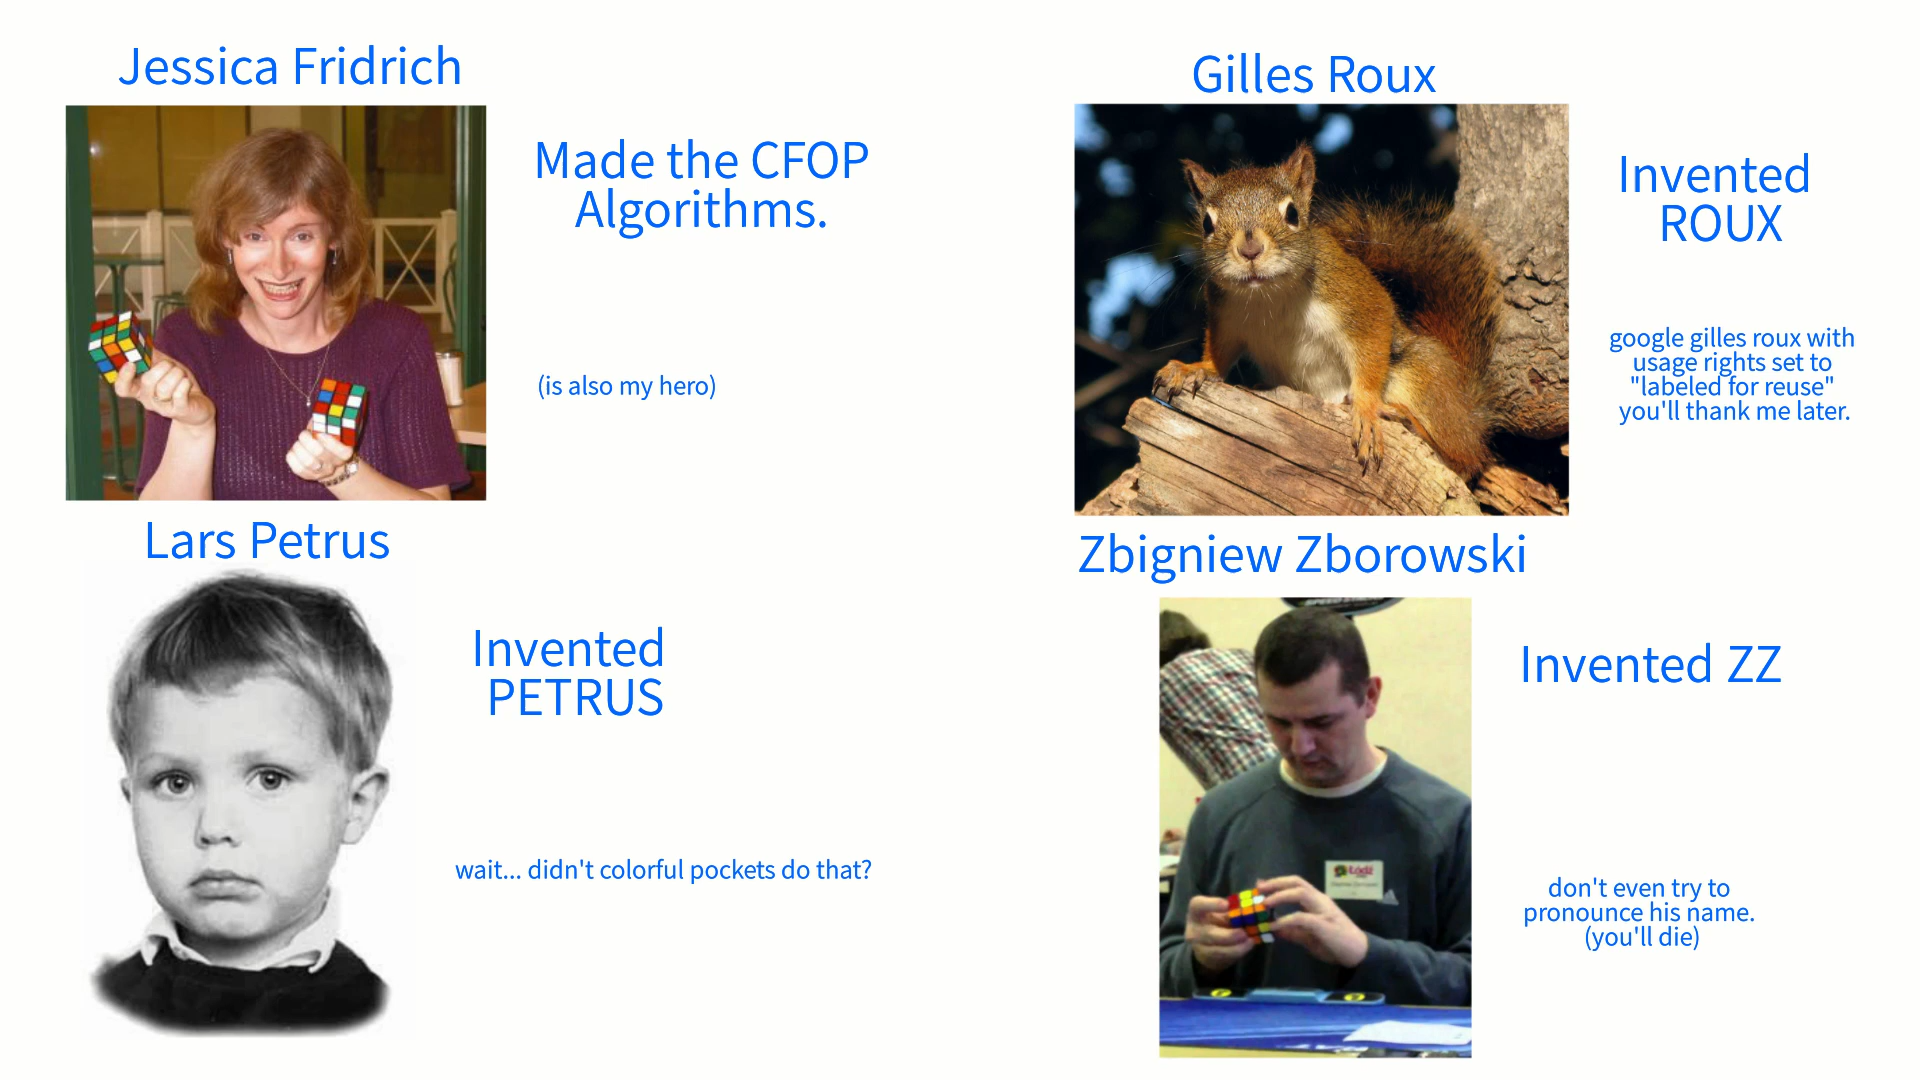 Jessica Fridrich
Made the CFOP
Algorithms.
(is also my hero)
Gilles Roux
Invented
ROUX
google gilles roux with
usage rights set to
"labeled for reuse"
you'll thank me later.
Lars Petrus
Invented
PETRUS
wait... didn't colorful pockets do that?
Zbigniew Zborowski
Invented ZZ
don't even try to
pronounce his name.
(you'll die)
Łódź